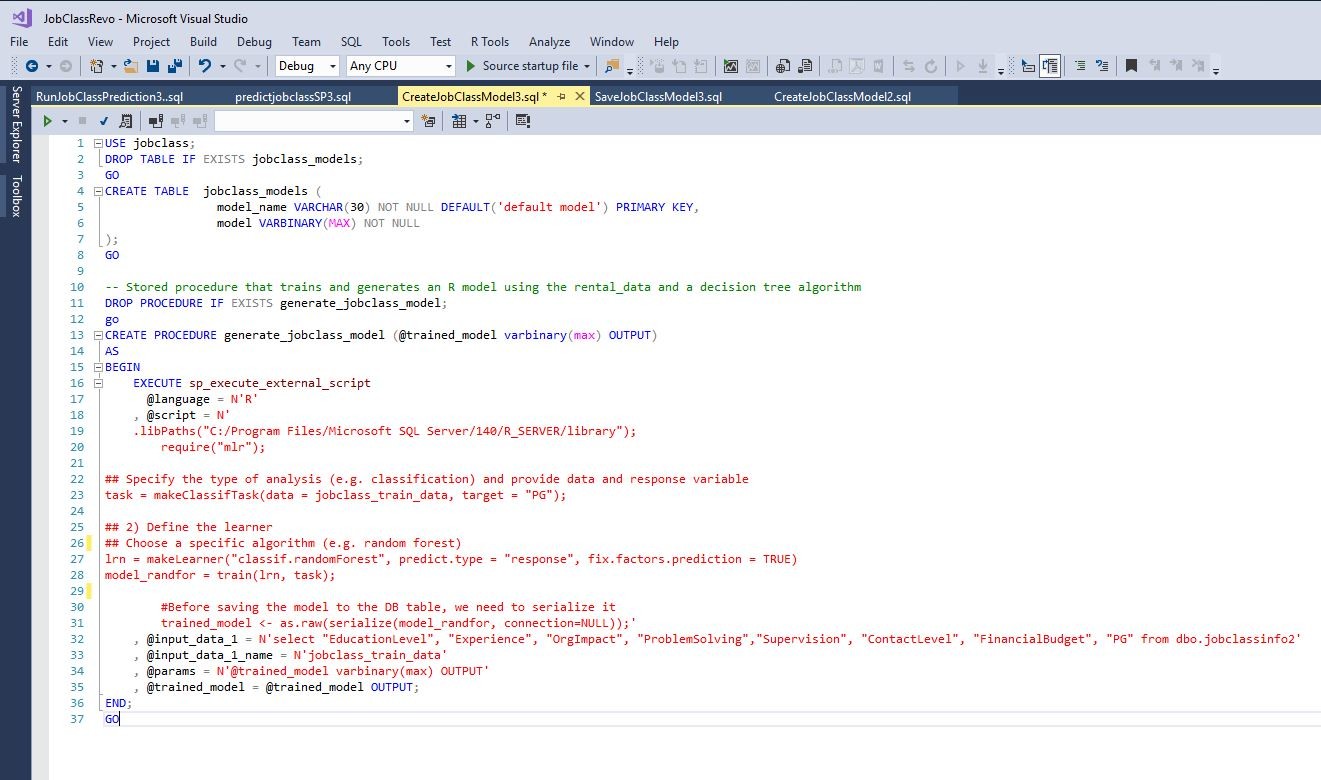 JobClassRevo - Microsoft Visual Studio
File Edit View Project Build Debug Team SQL Tools Test R Tools Analyze Window Help
Debug Any CPU Source startup file
Server Explorer
Toolbox
RunJobClassPrediction3..sql predictjobclassSP3.sql CreateJobClassModel3.sql * SaveJobClassModel3.sql CreateJobClassModel2.sql
1 USE jobclass;
2 DROP TABLE IF EXISTS jobclass_models;
3 GO
4 CREATE TABLE  jobclass_models (
5 model_name VARCHAR(30) NOT NULL DEFAULT('default model') PRIMARY KEY,
6 model VARBINARY(MAX) NOT NULL
7 );
8 GO
9
10 -- Stored procedure that trains and generates an R model using the rental_data and a decision tree algorithm
11 DROP PROCEDURE IF EXISTS generate_jobclass_model;
12 go
13 CREATE PROCEDURE generate_jobclass_model (@trained_model varbinary(max) OUTPUT)
14 AS
15 BEGIN
16 EXECUTE sp_execute_external_script
17 @language = N'R'
18 , @script = N'
19 .libPaths("C:/Program Files/Microsoft SQL Server/140/R_SERVER/library");
20 require("mlr");
21
22 ## Specify the type of analysis (e.g. classification) and provide data and response variable
23 task = makeClassifTask(data = jobclass_train_data, target = "PG");
24
25 ## 2) Define the learner
26 ## Choose a specific algorithm (e.g. random forest)
27 lrn = makeLearner("classif.randomForest", predict.type = "response", fix.factors.prediction = TRUE)
28 model_randfor = train(lrn, task);
29
30 #Before saving the model to the DB table, we need to serialize it
31 trained_model <- as.raw(serialize(model_randfor, connection=NULL));'
32 , @input_data_1 = N'select "EducationLevel", "Experience", "OrgImpact", "ProblemSolving","Supervision", "ContactLevel", "FinancialBudget", "PG" from dbo.jobclassinfo2'
33 , @input_data_1_name = N'jobclass_train_data'
34 , @params = N'@trained_model varbinary(max) OUTPUT'
35 , @trained_model = @trained_model OUTPUT;
36 END;
37 GO